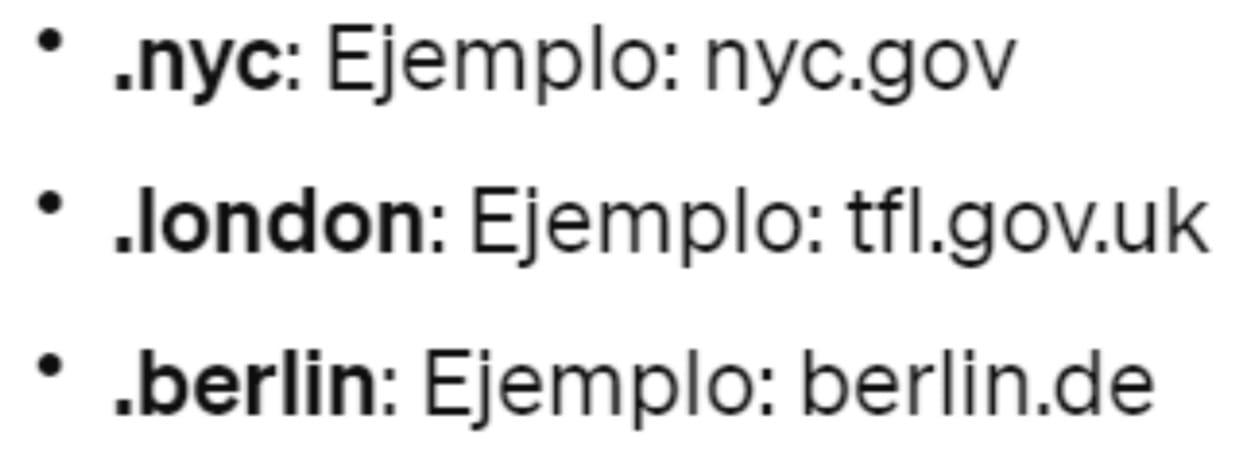 • .nyc: Ejemplo: nyc.gov
• .london: Ejemplo: tfl.gov.uk
• .berlin: Ejemplo: berlin.de